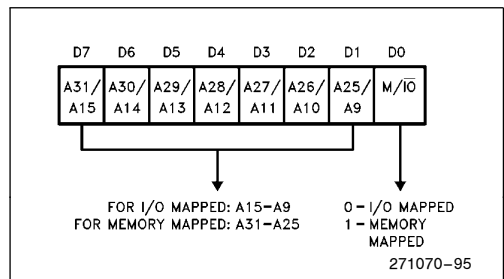 D7 D6 D5 D4 D3 D2 D1 D0
A31/ A30/ A29/ A28/ A27/ A26/ A25/ M/I̅O̅
A15 A14 A13 A12 A11 A10 A9
FOR I/O MAPPED: A15–A9
FOR MEMORY MAPPED: A31–A25
0 – I/O MAPPED
1 – MEMORY
MAPPED
271070–95